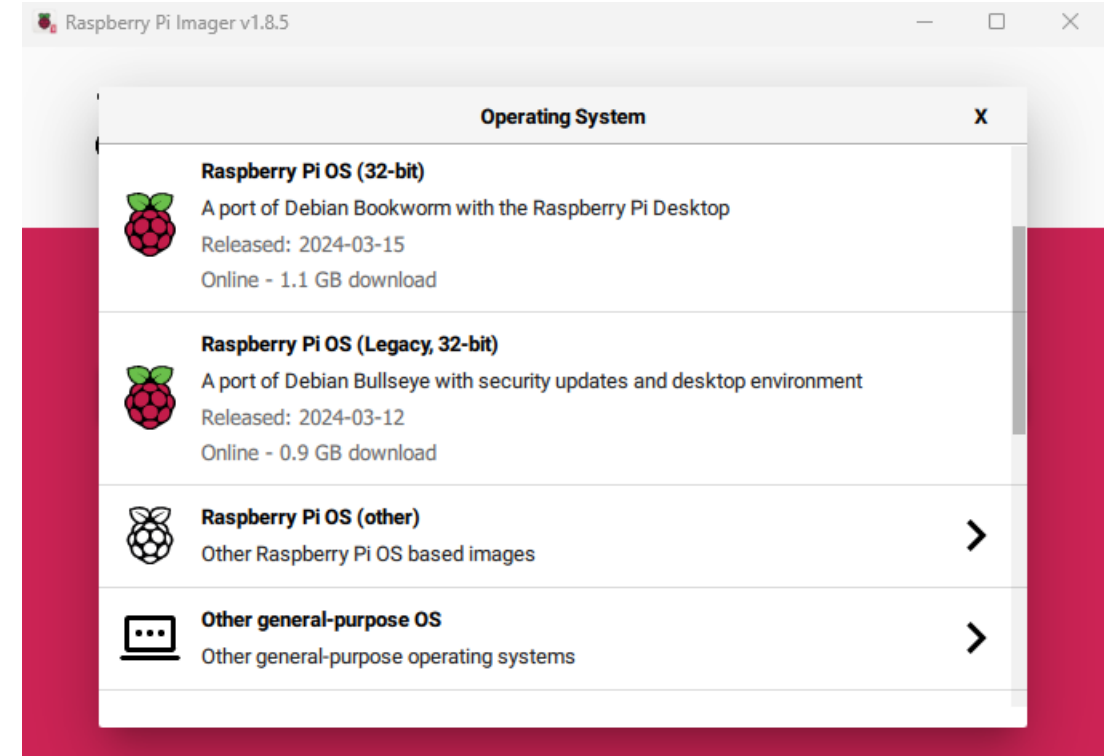 Raspberry Pi Imager v1.8.5
Operating System
X
Raspberry Pi OS (32-bit)
A port of Debian Bookworm with the Raspberry Pi Desktop
Released: 2024-03-15
Online - 1.1 GB download
Raspberry Pi OS (Legacy, 32-bit)
A port of Debian Bullseye with security updates and desktop environment
Released: 2024-03-12
Online - 0.9 GB download
Raspberry Pi OS (other)
Other Raspberry Pi OS based images
Other general-purpose OS
Other general-purpose operating systems